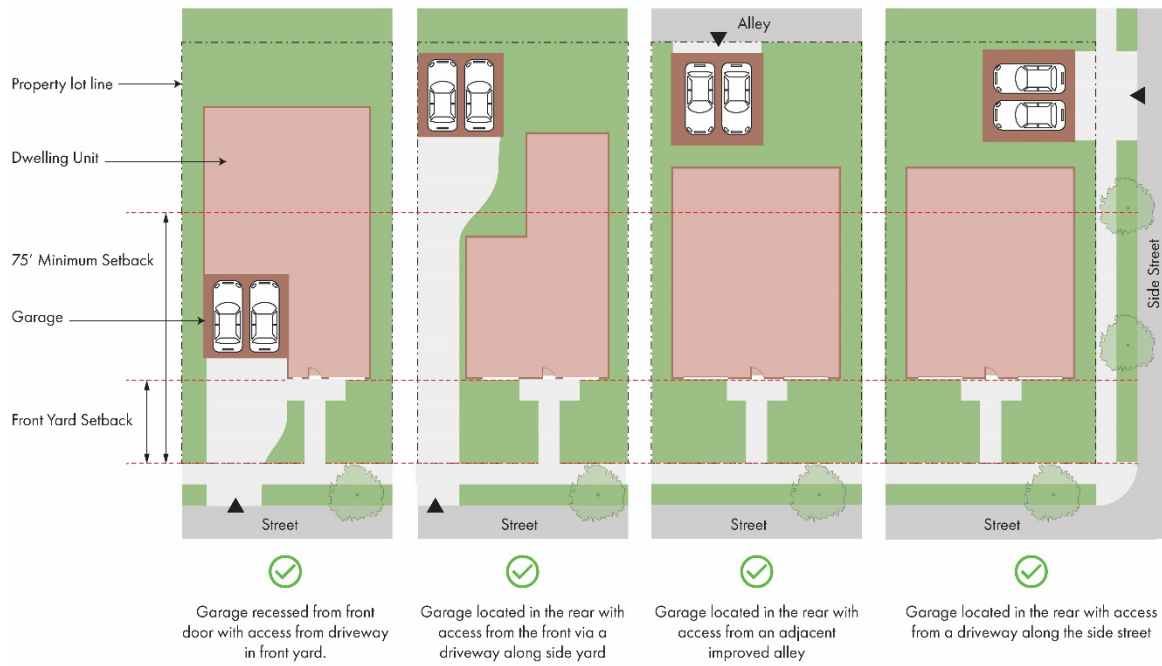 Alley
Property lot line
Dwelling Unit
75’ Minimum Setback
Garage
Front Yard Setback
Side Street
Street
Street
Street
Street
Garage recessed from front
door with access from driveway
in front yard.
Garage located in the rear with
access from the front via a
driveway along side yard
Garage located in the rear with
access from an adjacent
improved alley
Garage located in the rear with access
from a driveway along the side street